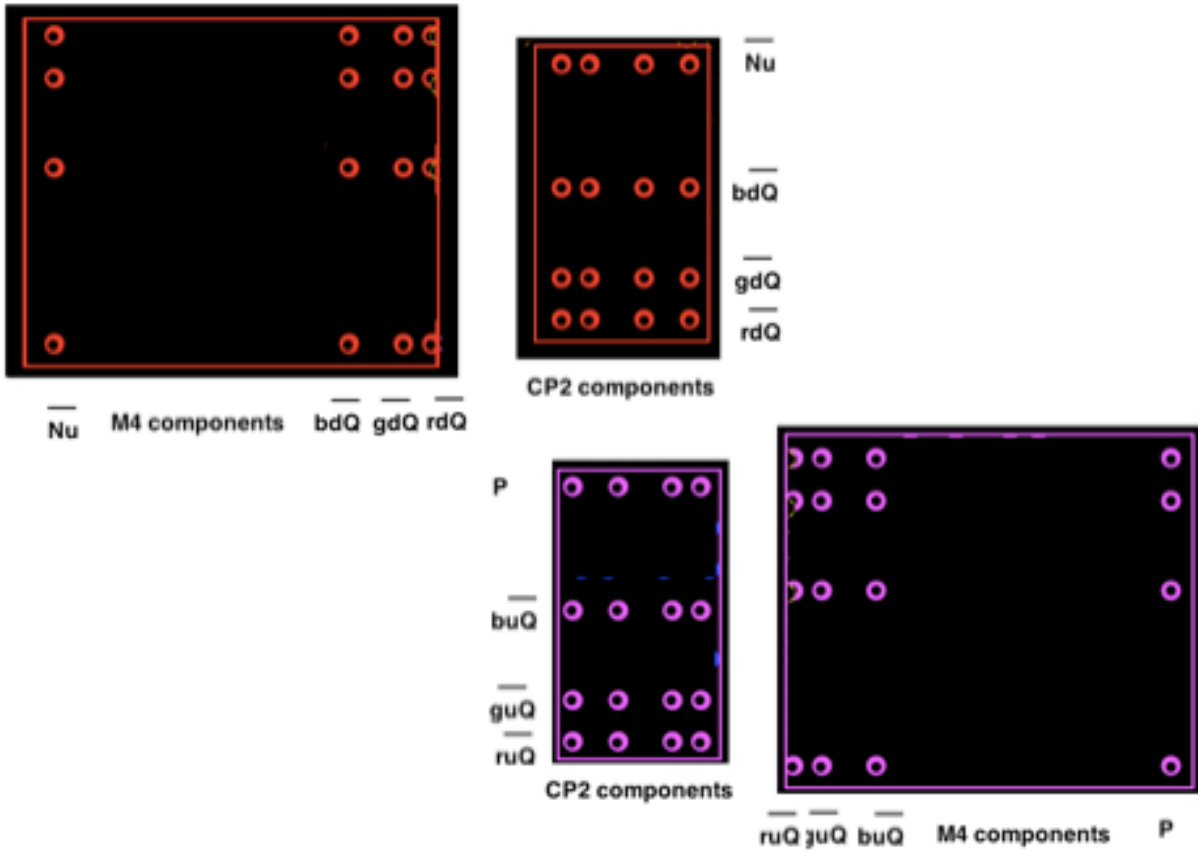 Nu
bdQ
gdQ
rdQ
CP2 components
Nu M4 components bdQ gdQ rdQ
P
buQ
guQ
ruQ
CP2 components
ruQ guQ buQ M4 components P